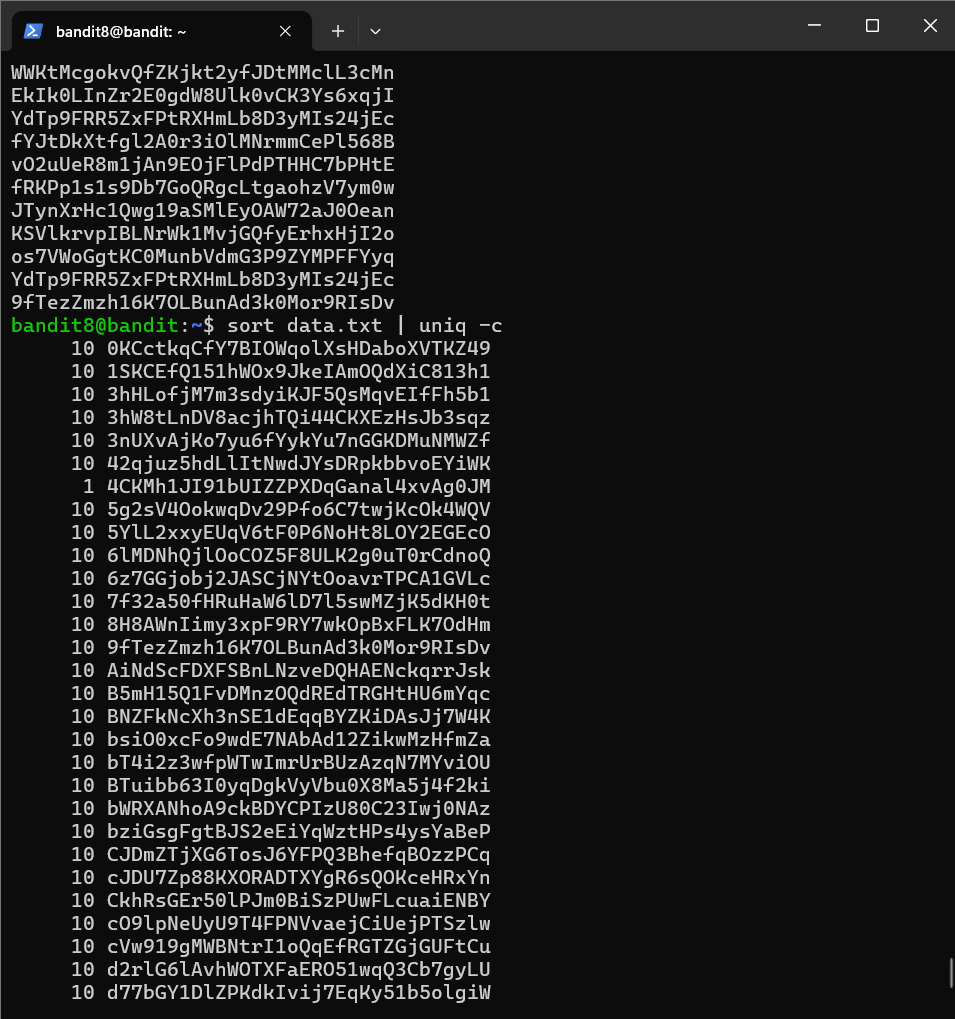 bandit8@bandit: ~
WWKtMcgokvQfZKjkt2yfJDtMMclL3cMn
EkIk0LInZr2E0gdW8Ulk0vCK3Ys6xqjI
YdTp9FRR5ZxFPtRXHmLb8D3yMIs24jEc
fYJtDkXtfgl2A0r3iOlMNrmmCePl568B
vO2uUeR8m1jAn9EOjFlPdPTHHC7bPHtE
fRKPp1s1s9Db7GoQRgcLtgaohzV7ym0w
JTynXrHc1Qwg19aSMlEyOAW72aJ0Oean
KSVlkrvpIBLNrWk1MvjGQfyErhxHjI2o
os7VWoGgtKC0MunbVdmG3P9ZYMPFFYyq
YdTp9FRR5ZxFPtRXHmLb8D3yMIs24jEc
9fTezZmzh16K7OLBunAd3k0Mor9RIsDv
bandit8@bandit:~$ sort data.txt | uniq -c
10 0KCctkqCfY7BIOWqolXsHDaboXVTKZ49
10 1SKCEfQ151hWOx9JkeIAmOQdXiC813h1
10 3hHLofjM7m3sdyiKJF5QsMqvEIfFh5b1
10 3hW8tLnDV8acjhTQi44CKXEzHsJb3sqz
10 3nUXvAjKo7yu6fYykYu7nGGKDMuNMWZf
10 42qjuz5hdLlItNwdJYsDRpkbbvoEYiWK
1 4CKMh1JI91bUIZZPXDqGanal4xvAg0JM
10 5g2sV4OokwqDv29Pfo6C7twjKcOk4WQV
10 5YlL2xxyEUqV6tF0P6NoHt8LOY2EGEcO
10 6lMDNhQjlOoCOZ5F8ULK2g0uT0rCdnoQ
10 6z7GGjobj2JASCjNYtOoavrTPCA1GVLc
10 7f32a50fHRuHaW6lD7l5swMZjK5dKH0t
10 8H8AWnIimy3xpF9RY7wkOpBxFLK7OdHm
10 9fTezZmzh16K7OLBunAd3k0Mor9RIsDv
10 AiNdScFDXFSBnLNzveDQHAENckqrrJsk
10 B5mH15Q1FvDMnzOQdREdTRGHtHU6mYqc
10 BNZFkNcXh3nSE1dEqqBYZKiDAsJj7W4K
10 bsiO0xcFo9wdE7NAbAd12ZikwMzHfmZa
10 bT4i2z3wfpWTwImrUrBUzAzqN7MYviOU
10 BTuibb63I0yqDgkVyVbu0X8Ma5j4f2ki
10 bWRXANhoA9ckBDYCPIzU80C23Iwj0NAz
10 bziGsgFgtBJS2eEiYqWztHPs4ysYaBeP
10 CJDmZTjXG6TosJ6YFPQ3BhefqBOzzPCq
10 cJDU7Zp88KXORADTXYgR6sQOKceHRxYn
10 CkhRsGEr50lPJm0BiSzPUwFLcuaiENBY
10 cO9lpNeUyU9T4FPNVvaejCiUejPTSzlw
10 cVw919gMWBNtrI1oQqEfRGTZGjGUFtCu
10 d2rlG6lAvhWOTXFaERO51wqQ3Cb7gyLU
10 d77bGY1DlZPKdkIvij7EqKy51b5olgiW